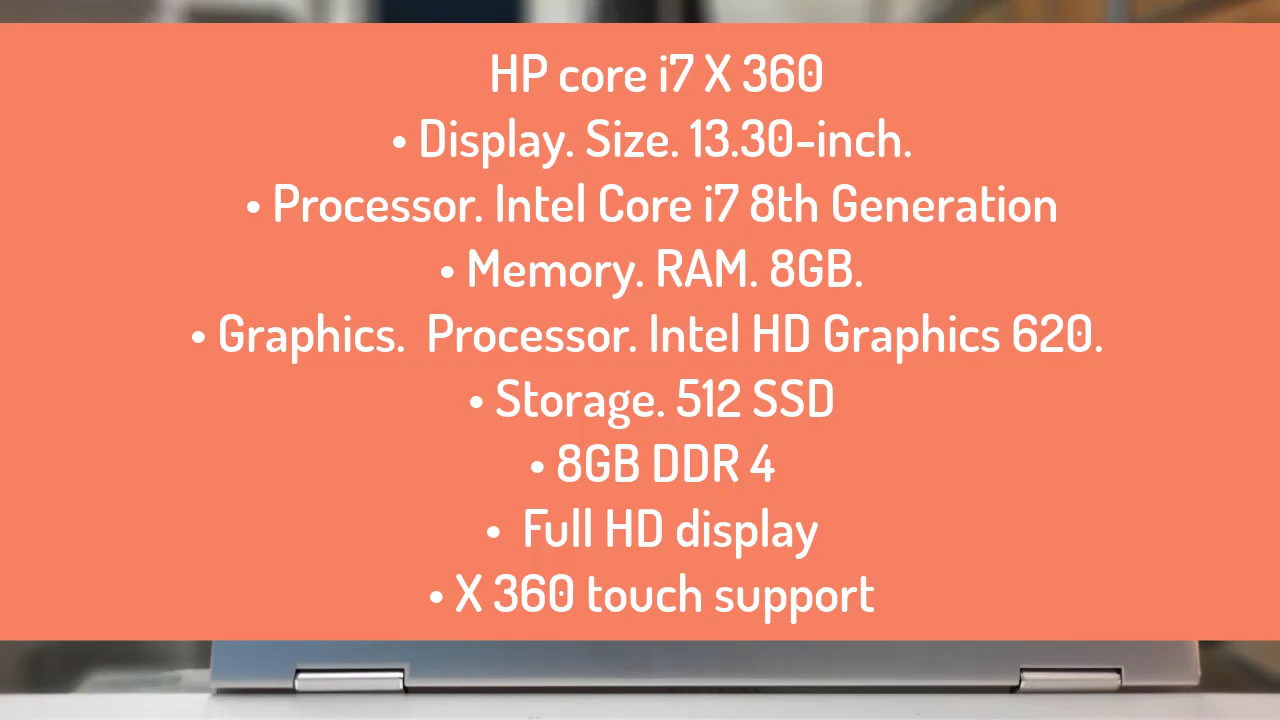 HP core i7 X 360
• Display. Size. 13.30-inch.
• Processor. Intel Core i7 8th Generation
• Memory. RAM. 8GB.
• Graphics.  Processor. Intel HD Graphics 620.
• Storage. 512 SSD
• 8GB DDR 4
•  Full HD display
• X 360 touch support